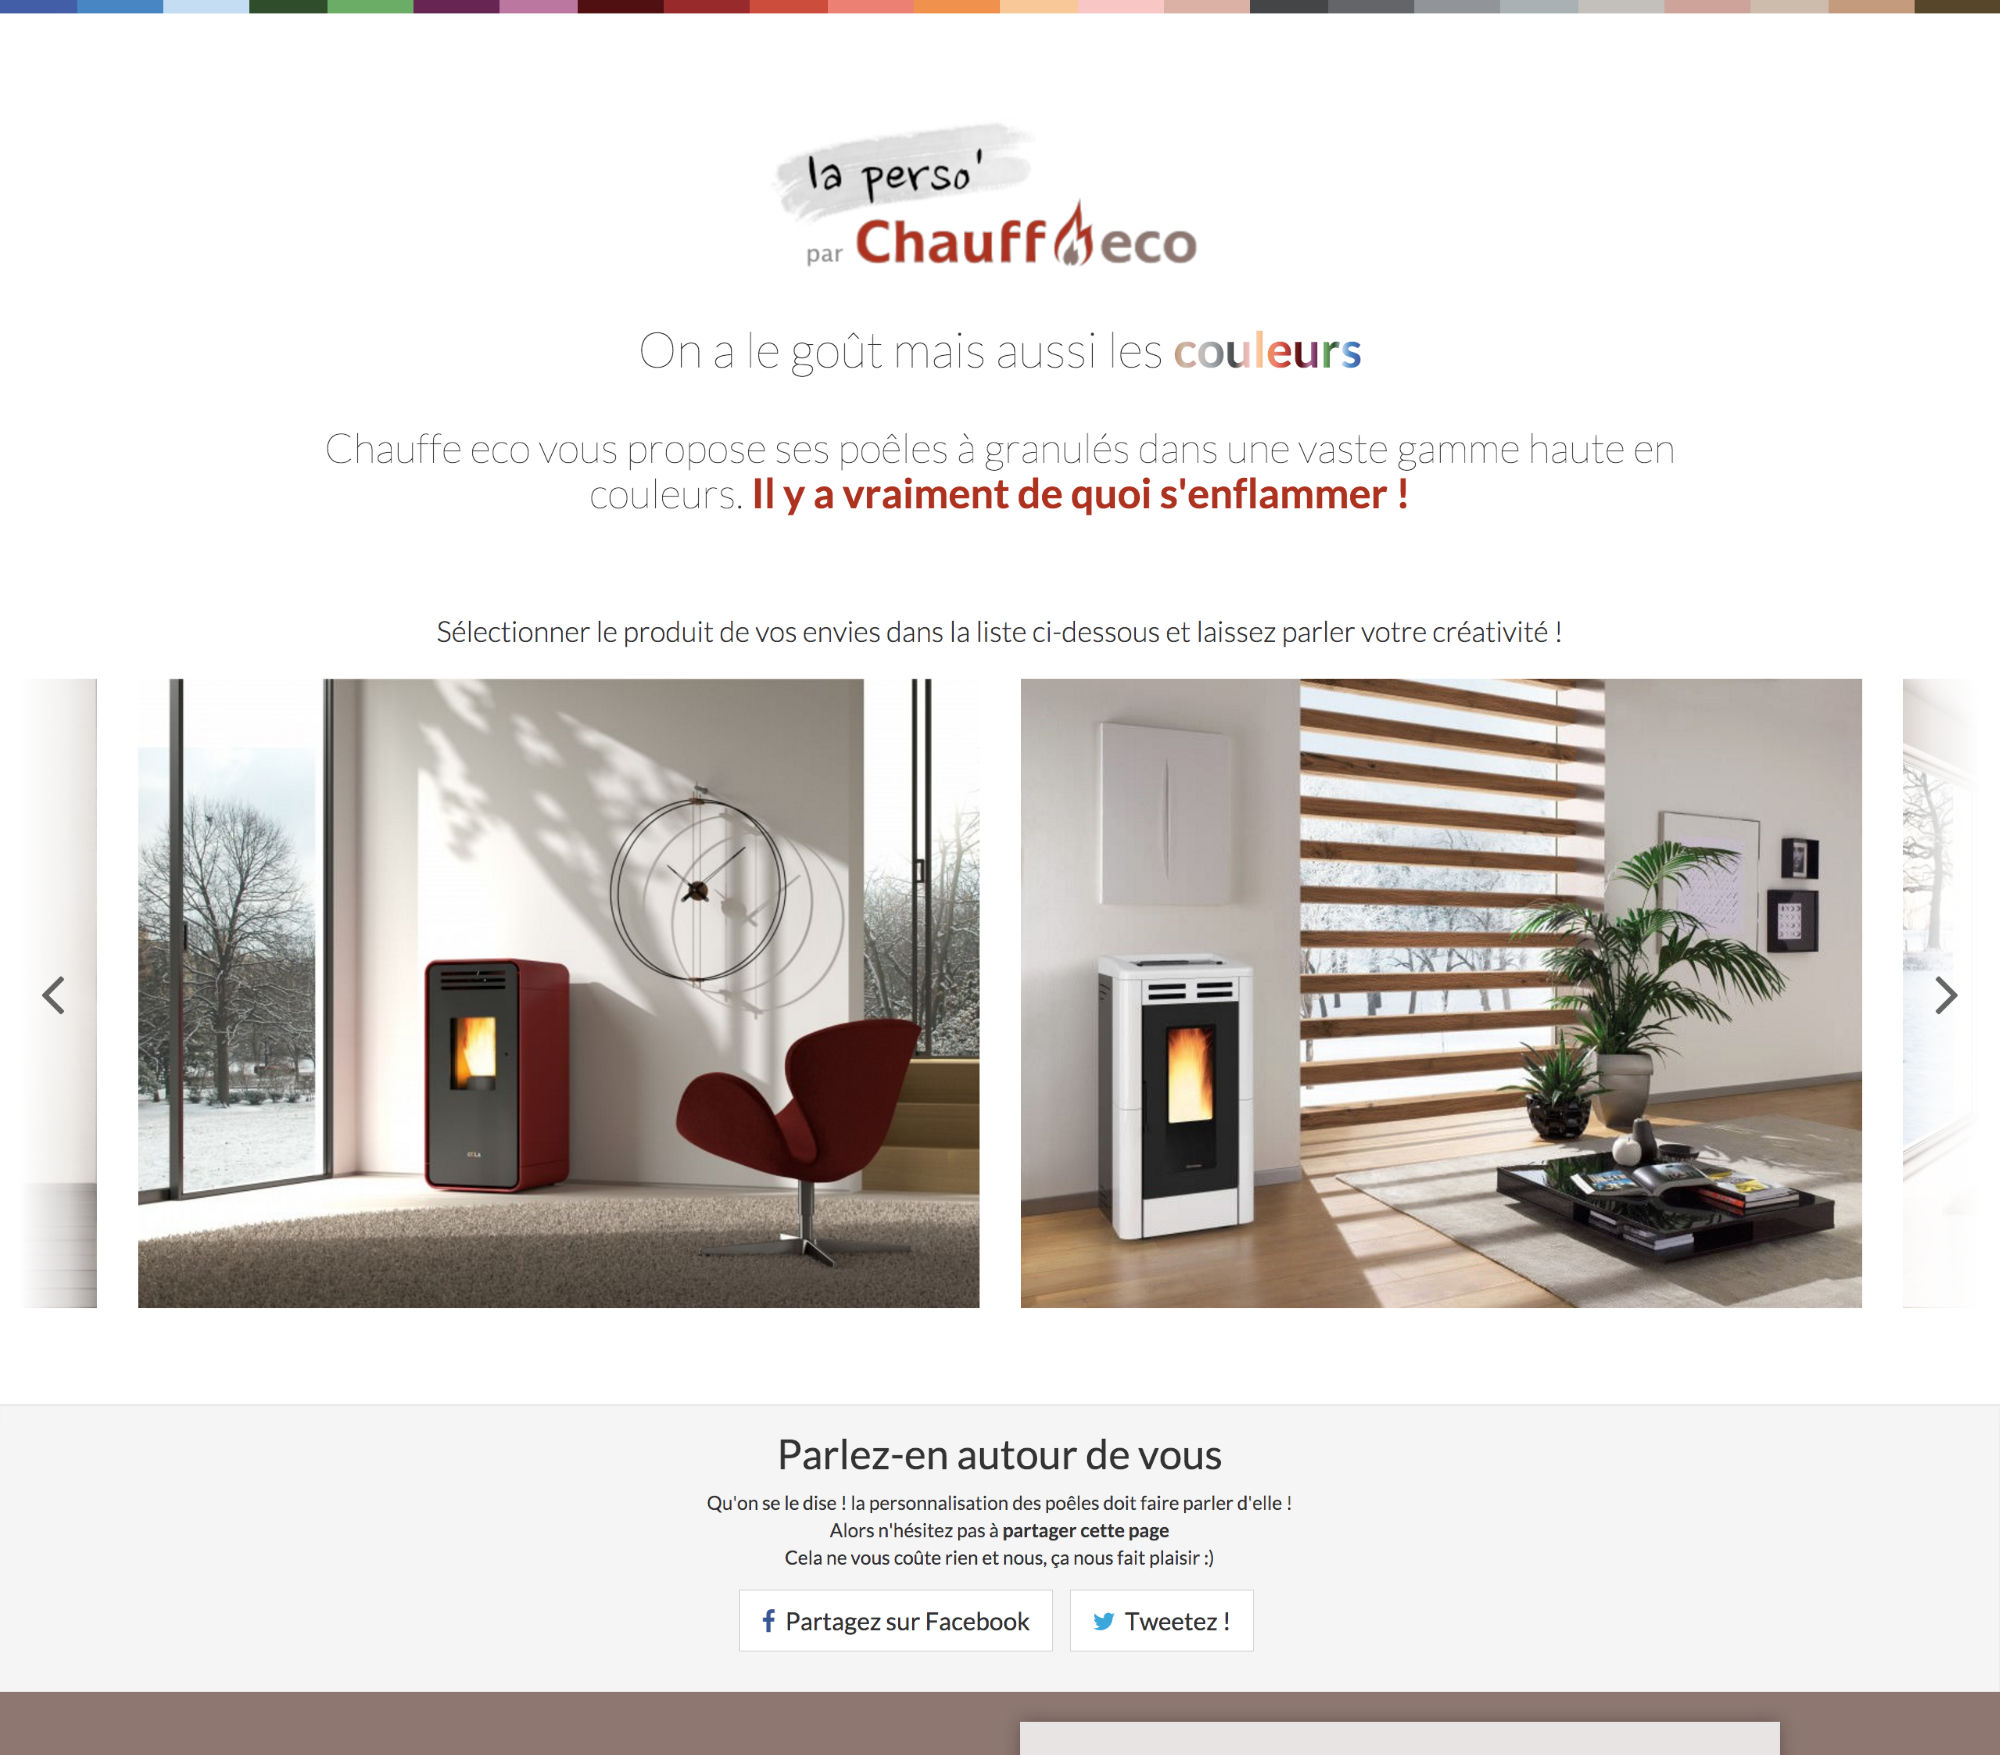 la perso'
par Chauff eco
On a le goût mais aussi les couleurs
Chauffe eco vous propose ses poêles à granulés dans une vaste gamme haute en
couleurs. Il y a vraiment de quoi s'enflammer !
Sélectionner le produit de vos envies dans la liste ci-dessous et laissez parler votre créativité !
Parlez-en autour de vous
Qu'on se le dise ! la personnalisation des poêles doit faire parler d'elle !
Alors n'hésitez pas à partager cette page
Cela ne vous coûte rien et nous, ça nous fait plaisir :)
Partagez sur Facebook
Tweetez !